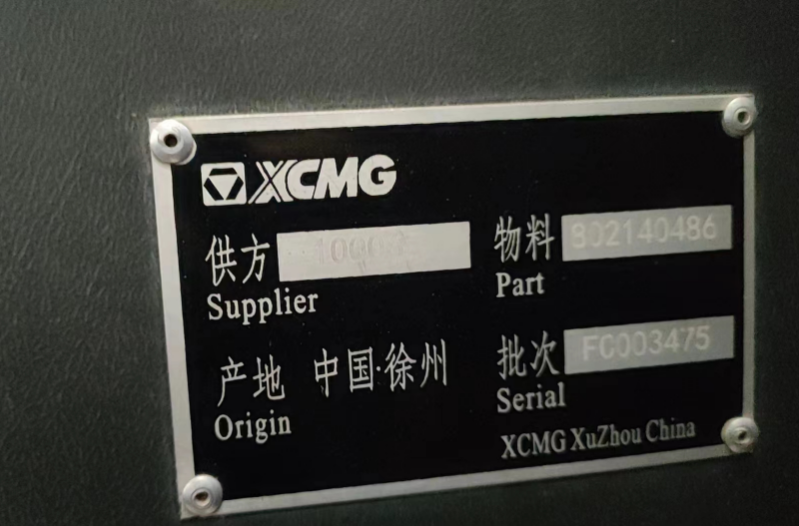 XCMG
供方
Supplier
物料 802140486
Part
产地 中国·徐州
Origin
批次 FC003475
Serial
XCMG XuZhou China